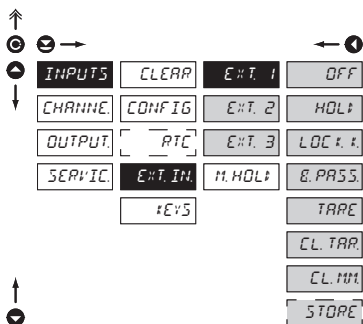 INPUTS CLEAR EXT. 1 OFF
CHANNE. CONFIG EXT. 2 HOLD
OUTPUT. RTC EXT. 3 LOC K. K.
SERVIC. EXT. IN. M. HOLD B. PASS.
KEYS TARE
CL. TAR.
CL. MM.
STORE